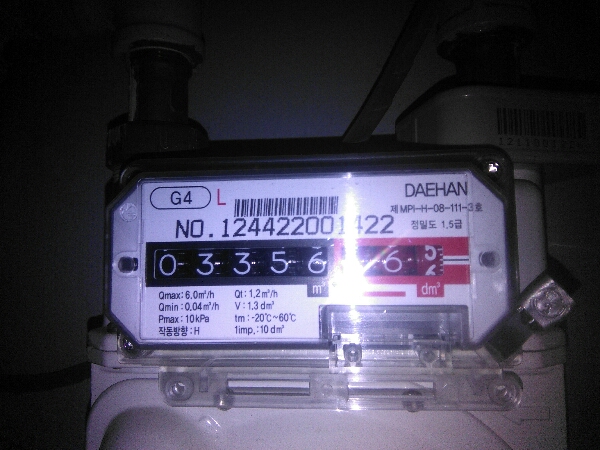 G4 L
DAEHAN
제 MPI-H-08-111-3호
NO.124422001422
정밀도 1,5급
0 3 3 5 6 6
m³ dm³
Qmax: 6,0㎥/h Qt: 1,2㎥/h
Qmin: 0,04㎥/h V: 1,3 dm³
Pmax: 10kPa tm: -20℃~60℃
작동방향: H 1imp,: 10 dm³